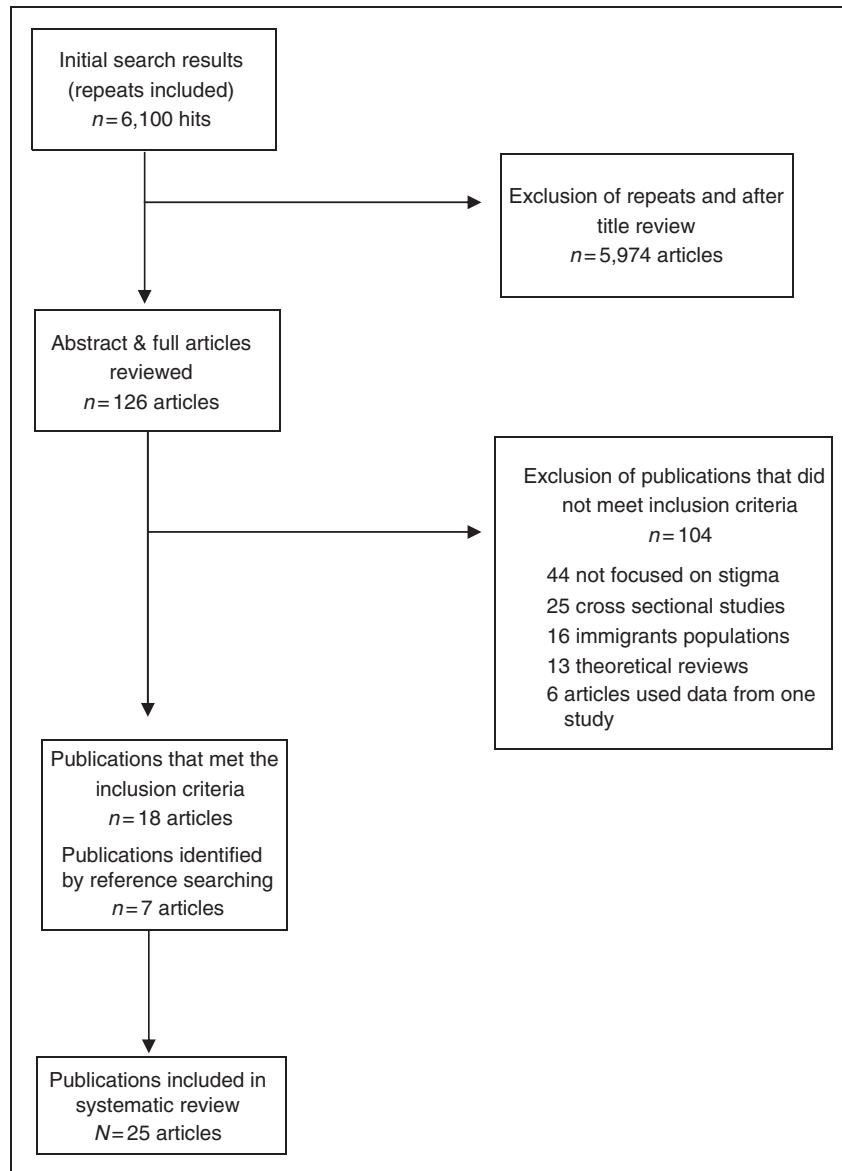 Initial search results
(repeats included)
n=6,100 hits
Exclusion of repeats and after
title review
n=5,974 articles
Abstract & full articles
reviewed
n=126 articles
Exclusion of publications that did
not meet inclusion criteria
n=104
44 not focused on stigma
25 cross sectional studies
16 immigrants populations
13 theoretical reviews
6 articles used data from one
study
Publications that met the
inclusion criteria
n=18 articles
Publications identified
by reference searching
n=7 articles
Publications included in
systematic review
N=25 articles